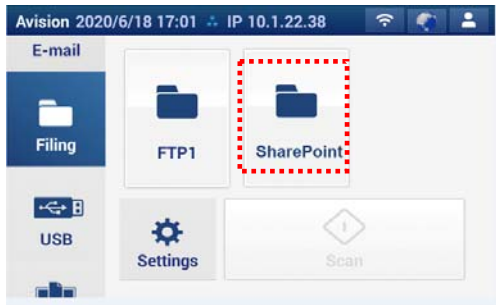 Avision 2020/6/18 17:01 IP 10.1.22.38
E-mail
Filing
FTP1
SharePoint
USB
Settings
Scan